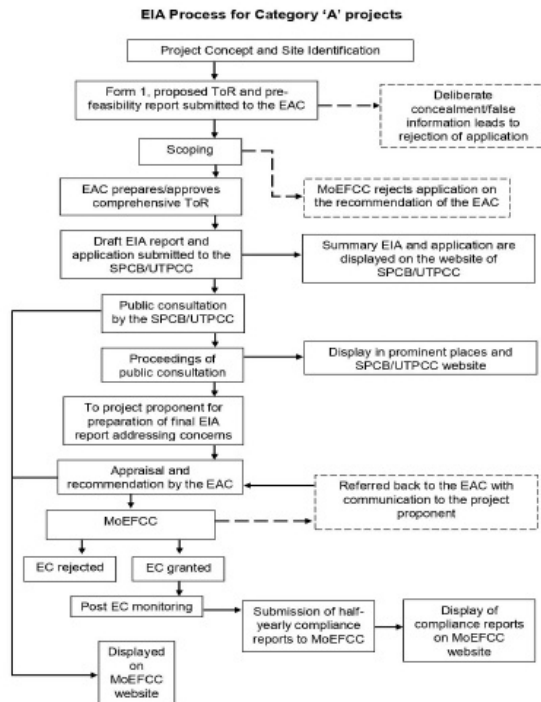 EIA Process for Category 'A' projects
Project Concept and Site Identification
Form 1, proposed ToR and pre-
feasibility report submitted to the EAC
Deliberate
concealment/false
information leads to
rejection of application
Scoping
EAC prepares/approves
comprehensive ToR
MoEFCC rejects application on
the recommendation of the EAC
Draft EIA report and
application submitted to the
SPCB/UTPCC
Summary EIA and application are
displayed on the website of
SPCB/UTPCC
Public consultation
by the SPCB/UTPCC
Proceedings of
public consultation
Display in prominent places and
SPCB/UTPCC website
To project proponent for
preparation of final EIA
report addressing concerns
Appraisal and
recommendation by the EAC
Referred back to the EAC with
communication to the project
proponent
MoEFCC
EC rejected
EC granted
Post EC monitoring
Submission of half-
yearly compliance
reports to MoEFCC
Display of
compliance reports
on MoEFCC
website
Displayed
on
MoEFCC
website